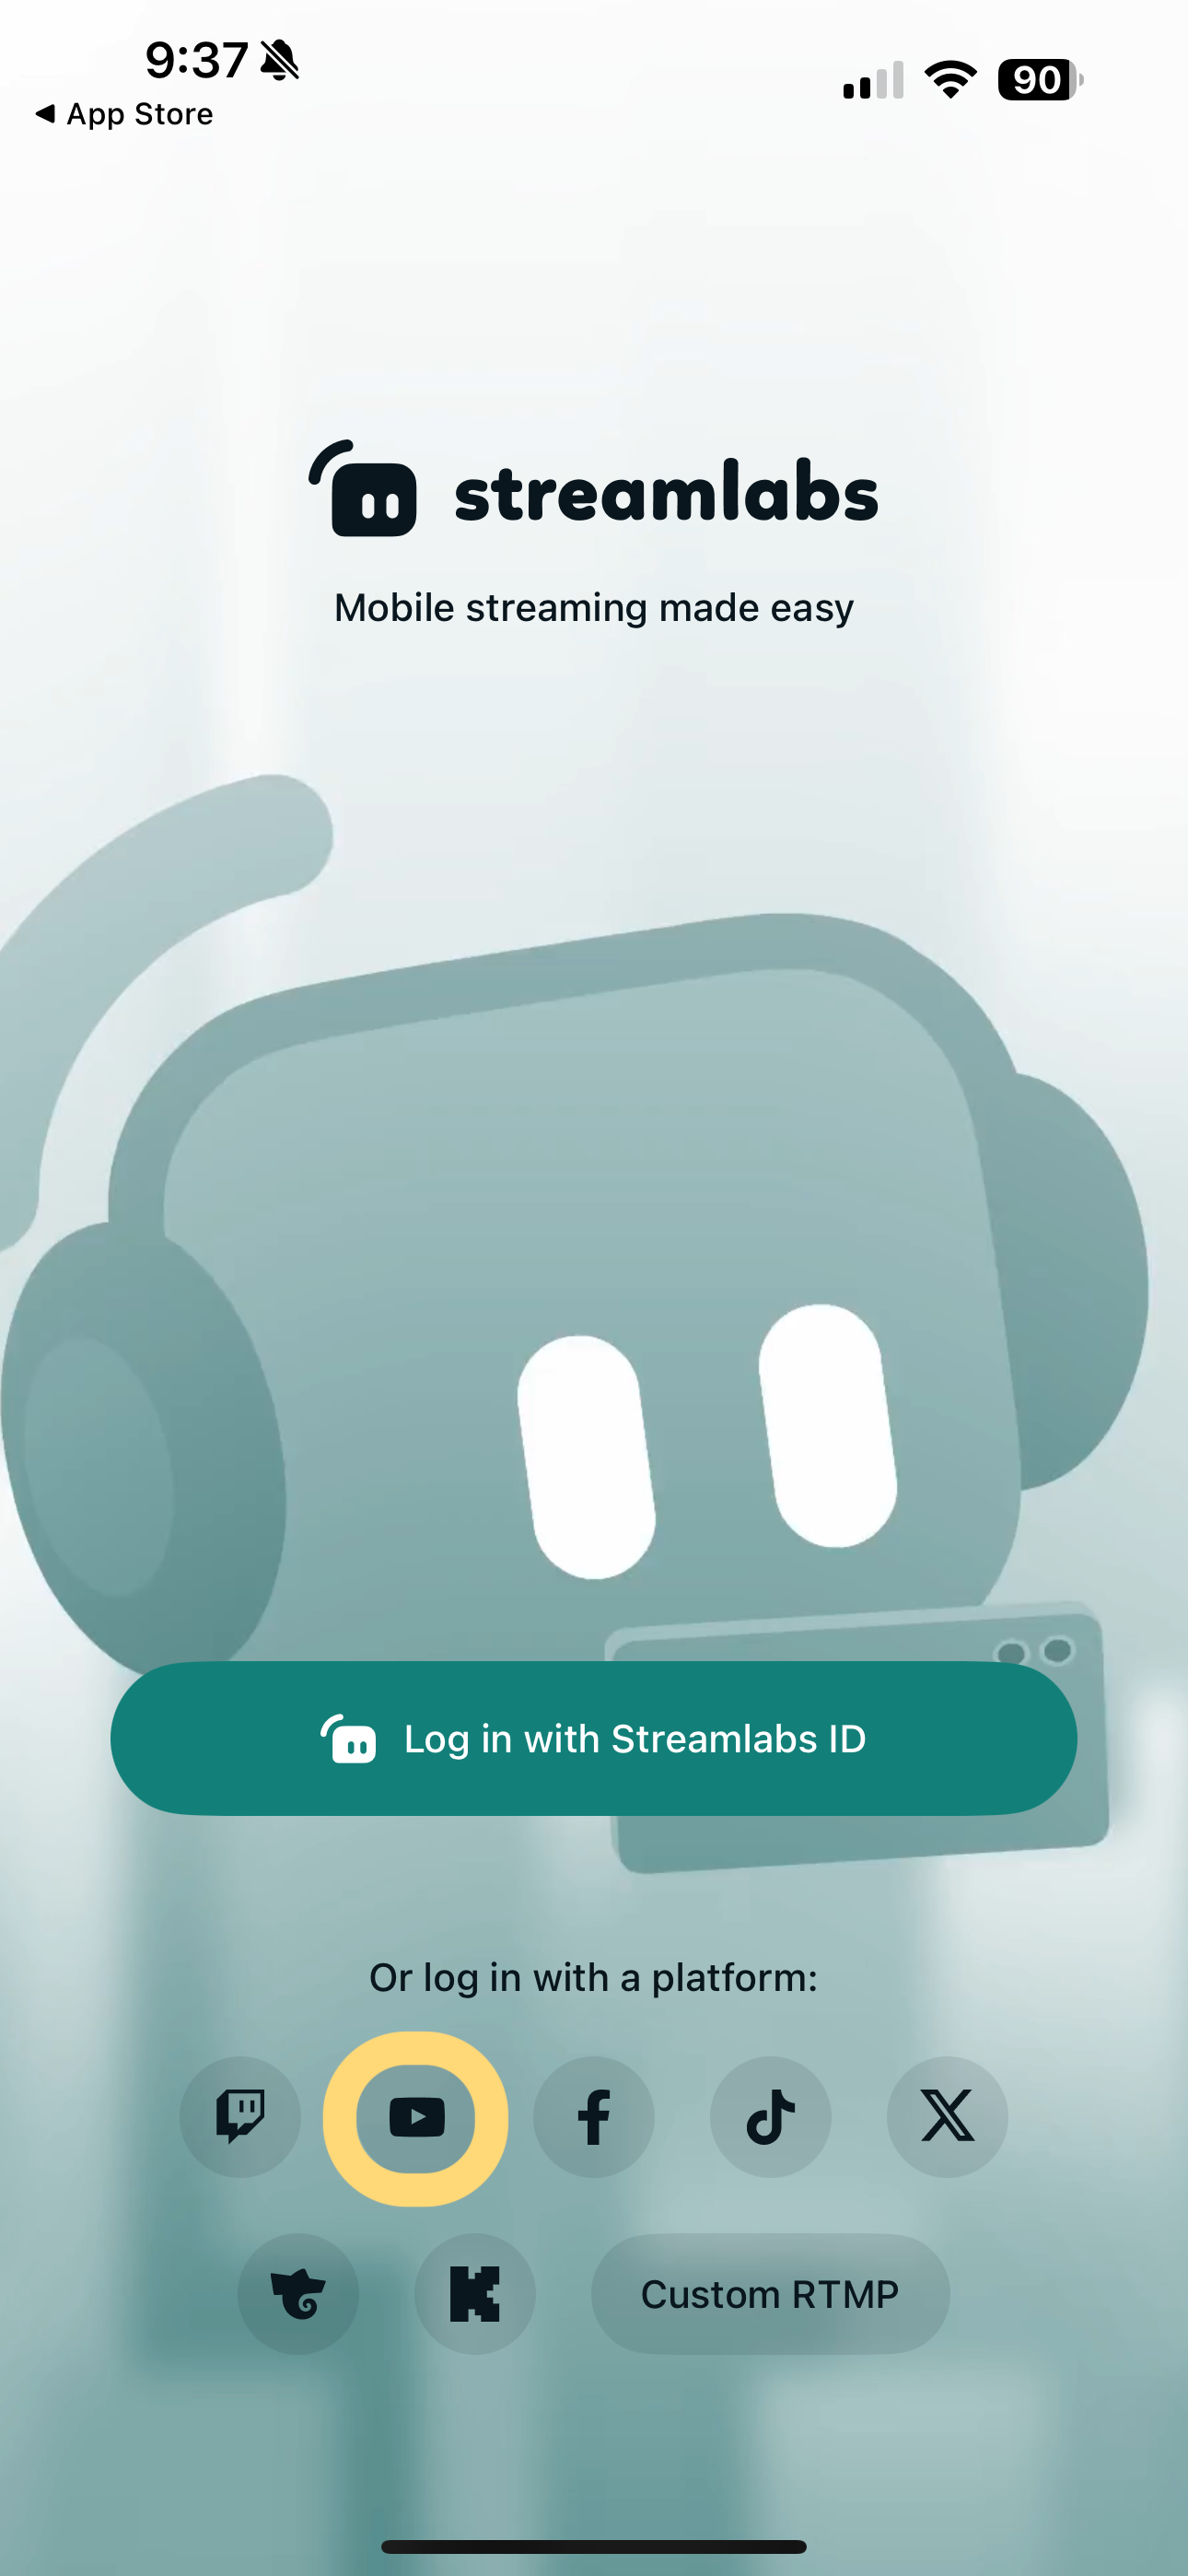 9:37
90
App Store
streamlabs
Mobile streaming made easy
Log in with Streamlabs ID
Or log in with a platform:
Custom RTMP